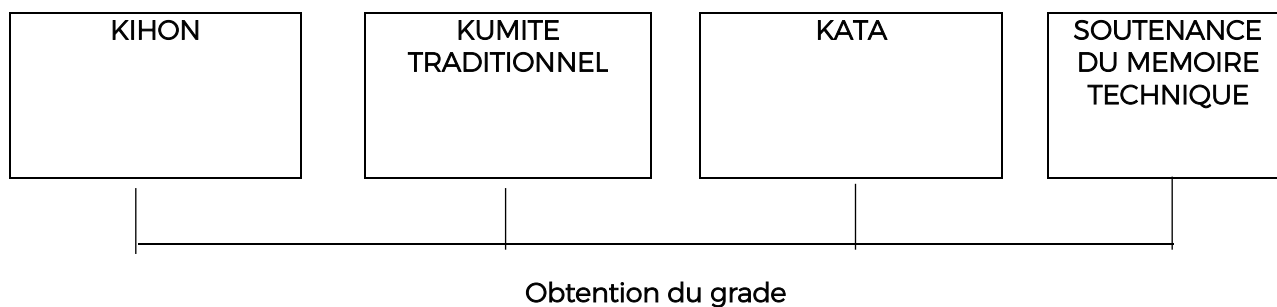 KIHON
KUMITE
TRADITIONNEL
KATA
SOUTENANCE
DU MEMOIRE
TECHNIQUE
Obtention du grade